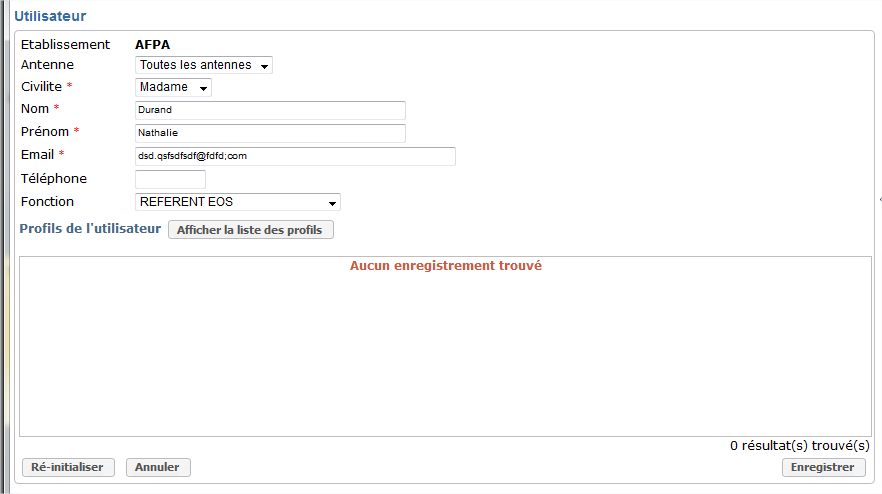 Utilisateur
Etablissement AFPA
Antenne Toutes les antennes
Civilite * Madame
Nom * Durand
Prénom * Nathalie
Email * dsd.qsfsdfsdf@fdfd;com
Téléphone
Fonction REFERENT EOS
Profils de l'utilisateur Afficher la liste des profils
Aucun enregistrement trouvé
0 résultat(s) trouvé(s)
Ré-initialiser Annuler Enregistrer